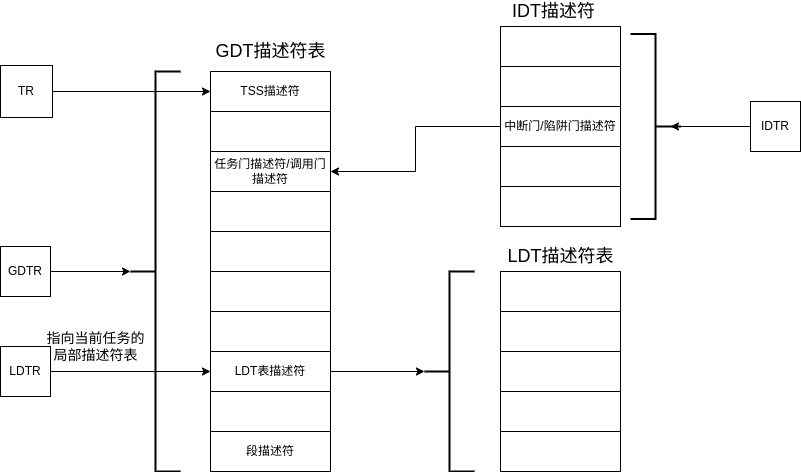 IDT描述符
GDT描述符表
TR
TSS描述符
中断门/陷阱门描述符
IDTR
任务门描述符/调用门
描述符
LDT描述符表
GDTR
指向当前任务的
局部描述符表
LDTR
LDT表描述符
段描述符